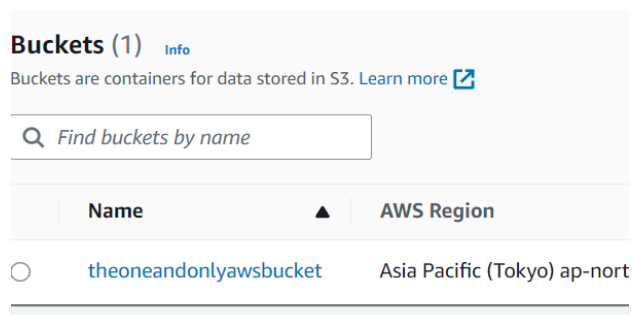 Buckets (1) Info
Buckets are containers for data stored in S3. Learn more
Find buckets by name
Name AWS Region
theoneandonlyawsbucket Asia Pacific (Tokyo) ap-nort